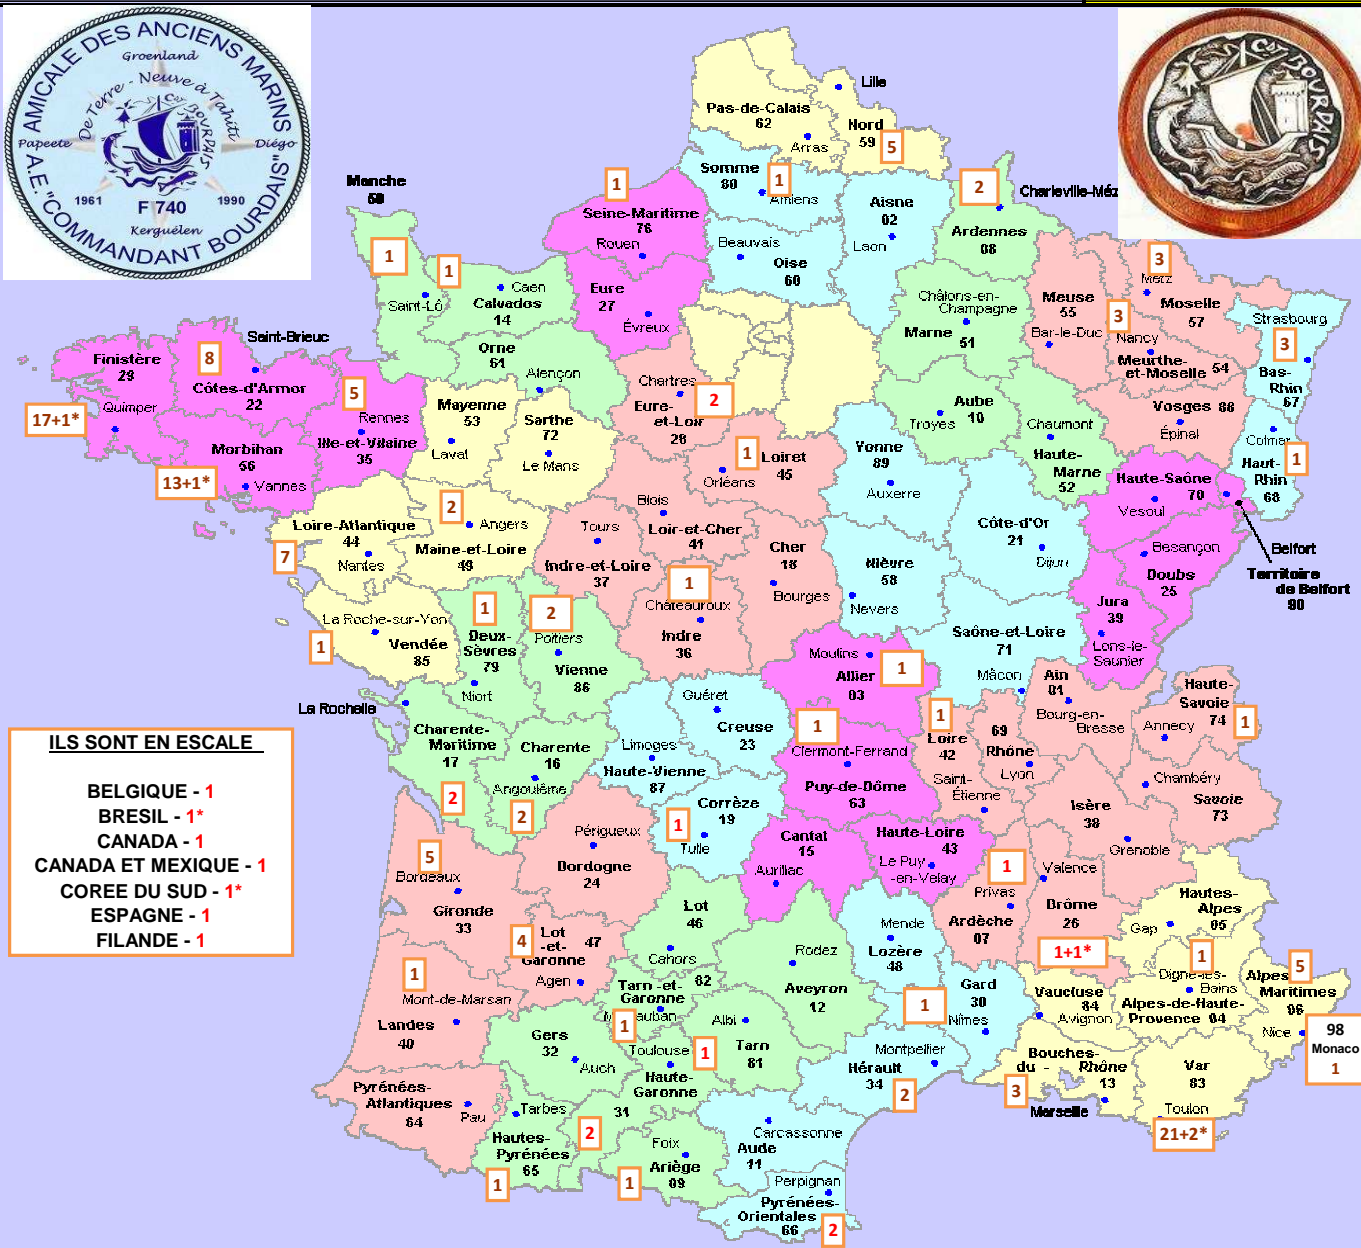 AMICALE DES ANCIENS MARINS
A.E. "COMMANDANT BOURDAIS"
Groenland
De Terre - Neuve à Tahiti
Cdt BOURDAIS
Papeete
Diégo
1961
F 740
1990
Kerguélen
Cdt BOURDAIS
Lille
Pas-de-Calais
62
Arras
Nord
59
5
Somme
80
1
Amiens
Aisne
02
Laon
2
Charleville-Méz
Ardennes
08
Manche
50
1
Saint-Lô
1
Caen
Calvados
14
1
Seine-Maritime
76
Rouen
Eure
27
Évreux
Beauvais
Oise
60
Châlons-en-
Champagne
Marne
51
Meuse
55
Bar-le-Duc
3
Metz
Moselle
57
3
Nancy
Meurthe-
et-Moselle 54
Strasbourg
3
Bas-
Rhin
67
Finistère
29
Quimper
17+1*
8
Saint-Brieuc
Côtes-d'Armor
22
5
Rennes
Ille-et-Vilaine
35
Morbihan
56
Vannes
13+1*
Orne
61
Alençon
Mayenne
53
Laval
Sarthe
72
Le Mans
Chartres
2
Eure-
et-Loir
28
1
Loiret
45
Orléans
Yonne
89
Auxerre
Aube
10
Troyes
Chaumont
Haute-
Marne
52
Vosges 88
Épinal
Colmar
1
Haut-
Rhin
68
Haute-Saône
70
Vesoul
Belfort
Territoire
de Belfort
90
Loire-Atlantique
44
Nantes
7
2
Angers
Maine-et-Loire
49
Tours
Indre-et-Loire
37
Blois
Loir-et-Cher
41
Cher
18
Bourges
Nièvre
58
Nevers
Côte-d'Or
21
Dijon
Besançon
Doubs
25
Jura
39
Lons-le-
Saunier
La Roche-sur-Yon
Vendée
85
1
1
Deux-
Sèvres
79
Niort
2
Poitiers
Vienne
86
1
Châteauroux
Indre
36
Moulins
Allier
03
1
Saône-et-Loire
71
Mâcon
Ain
01
Bourg-en-
Bresse
Haute-
Savoie
74
1
Annecy
La Rochelle
Charente-
Maritime
17
2
Charente
16
Angoulême
2
Limoges
Haute-Vienne
87
Guéret
Creuse
23
1
Clermont-Ferrand
Puy-de-Dôme
63
1
Loire
42
Saint-
Étienne
69
Rhône
Lyon
Isère
38
Grenoble
Chambéry
Savoie
73
ILS SONT EN ESCALE
BELGIQUE - 1
BRESIL - 1*
CANADA - 1
CANADA ET MEXIQUE - 1
COREE DU SUD - 1*
ESPAGNE - 1
FILANDE - 1
5
Bordeaux
Gironde
33
Périgueux
Dordogne
24
Corrèze
19
1
Tulle
Cantal
15
Aurillac
Haute-Loire
43
Le Puy
-en-Velay
1
Privas
Ardèche
07
Valence
Drôme
26
1+1*
Hautes-
Alpes
05
Gap
4
Lot
-et-
Garonne
47
Agen
Lot
46
Cahors
82
Tarn -et-
Garonne
1
Rodez
Aveyron
12
Mende
Lozère
48
1
Gard
30
Nîmes
Vaucluse
84
Avignon
1
Digne-les-
Bains
Alpes-de-Haute-
Provence 04
5
Alpes
Maritimes
06
Nice
98
Monaco
1
1
Mont-de-Marsan
Landes
40
Gers
32
Auch
Toulouse
1
Haute-
Garonne
31
2
Albi
Tarn
81
Montpellier
Hérault
34
2
Bouches-
du - Rhône
13
3
Marseille
Var
83
Toulon
21+2*
Pyrénées-
Atlantiques
64
Pau
Tarbes
Hautes-
Pyrénées
65
1
Foix
Ariège
09
1
Carcassonne
Aude
11
Perpignan
Pyrénées-
Orientales
66
2